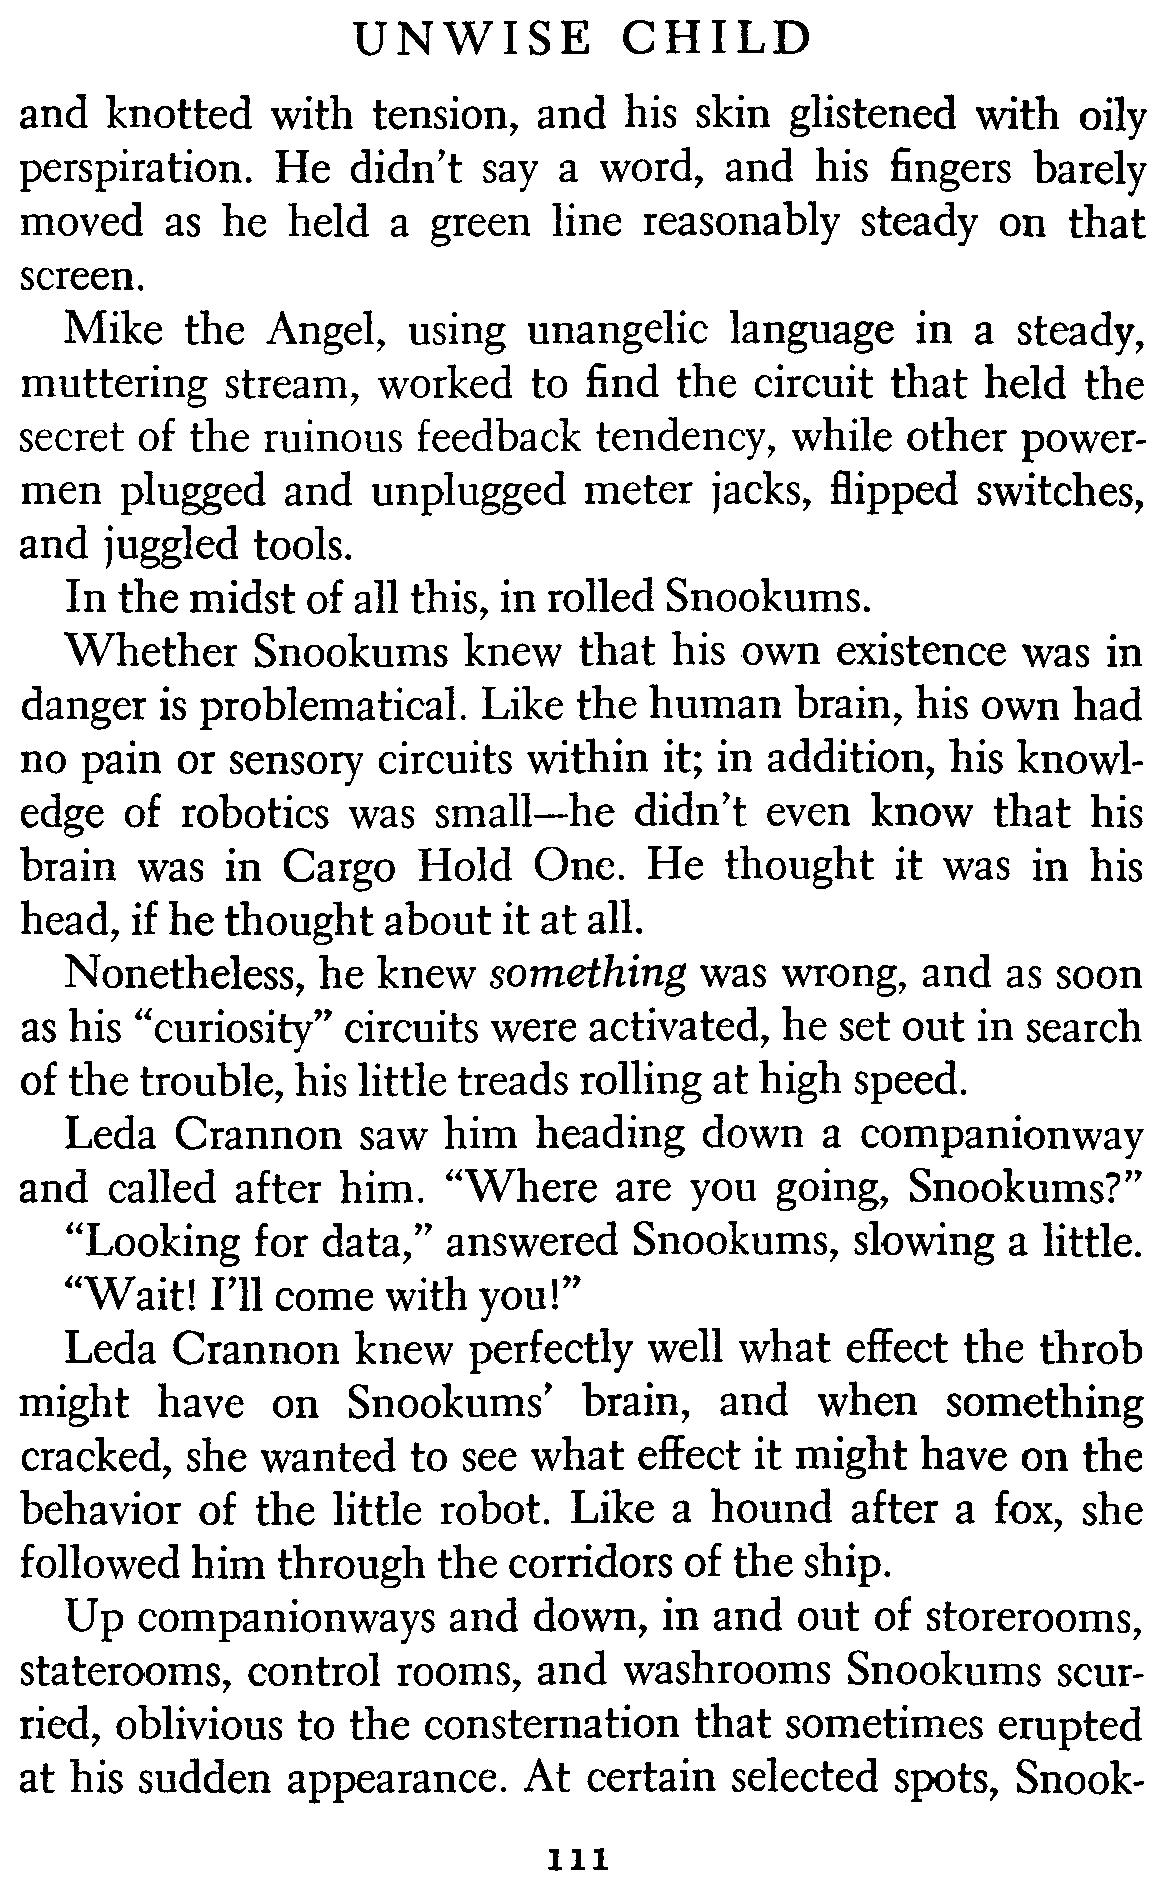 UNWISE CHILD
and knotted with tension, and his skin glistened with oily
perspiration. He didn't say a word, and his fingers barely
moved as he held a green line reasonably steady on that
screen.
Mike the Angel, using unangelic language in a steady,
muttering stream, worked to find the circuit that held the
secret of the ruinous feedback tendency, while other power-
men plugged and unplugged meter jacks, flipped switches,
and juggled tools.
In the midst of all this, in rolled Snookums.
Whether Snookums knew that his own existence was in
danger is problematical. Like the human brain, his own had
no pain or sensory circuits within it; in addition, his knowl-
edge of robotics was small—he didn't even know that his
brain was in Cargo Hold One. He thought it was in his
head, if he thought about it at all.
Nonetheless, he knew something was wrong, and as soon
as his “curiosity” circuits were activated, he set out in search
of the trouble, his little treads rolling at high speed.
Leda Crannon saw him heading down a companionway
and called after him. “Where are you going, Snookums?”
“Looking for data,” answered Snookums, slowing a little.
“Wait! I'll come with you!”
Leda Crannon knew perfectly well what effect the throb
might have on Snookums' brain, and when something
cracked, she wanted to see what effect it might have on the
behavior of the little robot. Like a hound after a fox, she
followed him through the corridors of the ship.
Up companionways and down, in and out of storerooms,
staterooms, control rooms, and washrooms Snookums scur-
ried, oblivious to the consternation that sometimes erupted
at his sudden appearance. At certain selected spots, Snook-
111